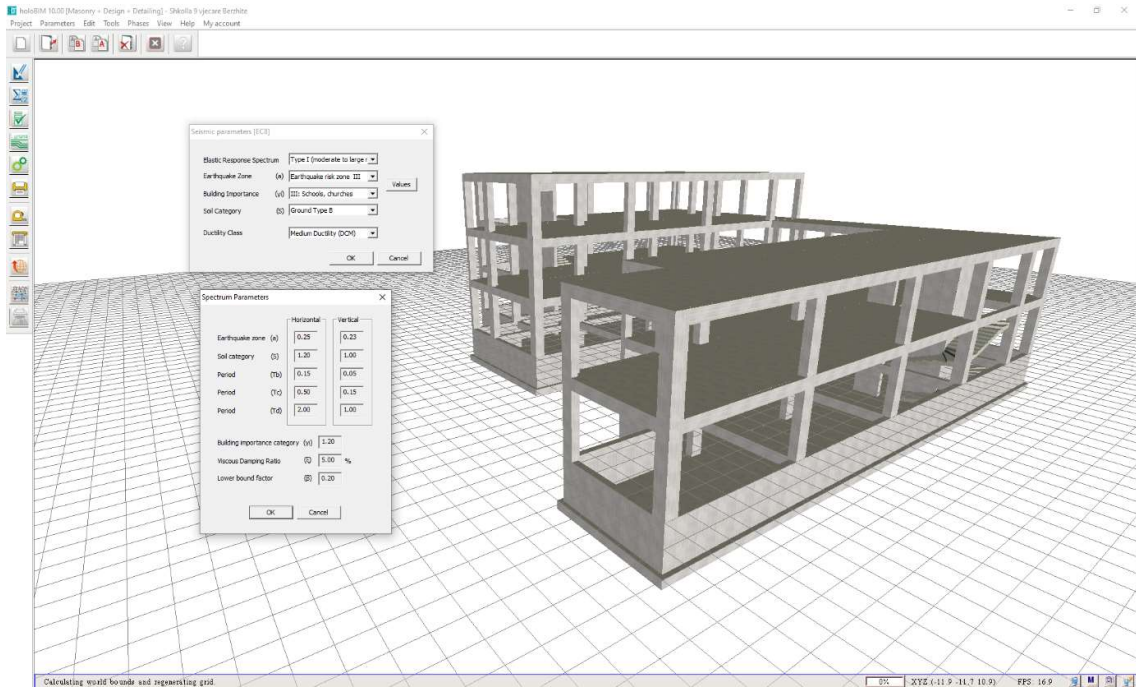 holoBIM 10.00 [Masonry + Design + Detailing] - Shkolla 9 vjecare Berzhite
Project Parameters Edit Tools Phases View Help My account
Seismic parameters [EC8]
Elastic Response Spectrum Type I (moderate to large r
Earthquake Zone (a) Earthquake risk zone III
Values
Building Importance (γi) III: Schools, churches
Soil Category (S) Ground Type B
Ductility Class Medium Ductility (DCM)
OK Cancel
Spectrum Parameters
Horizontal Vertical
Earthquake zone (a) 0.25 0.23
Soil category (S) 1.20 1.00
Period (Tb) 0.15 0.05
Period (Tc) 0.50 0.15
Period (Td) 2.00 1.00
Building importance category (γi) 1.20
Viscous Damping Ratio (ξ) 5.00 %
Lower bound factor (β) 0.20
OK Cancel
Calculating world bounds and regenerating grid. 0% XYZ (-11.9 -11.7 10.9) FPS: 16.9